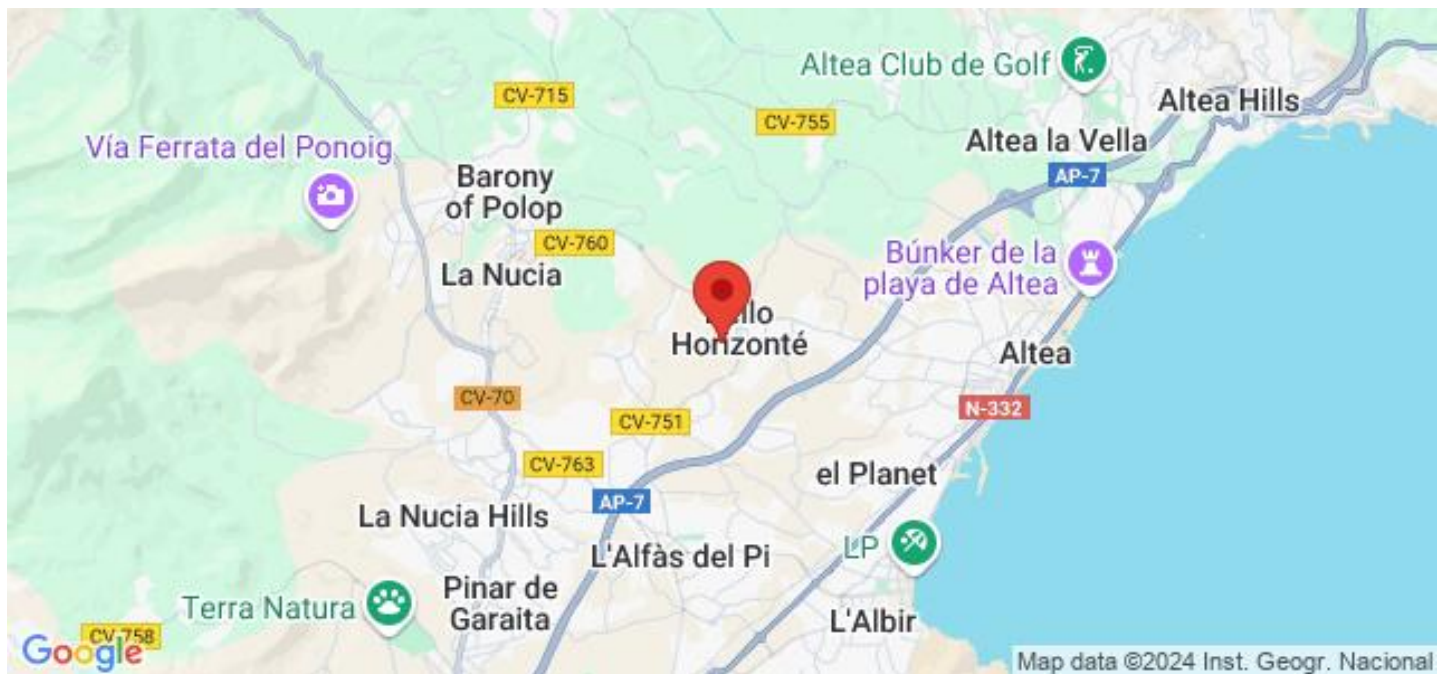 Altea Club de Golf
CV-715
Altea Hills
CV-755
Vía Ferrata del Ponoig
Altea la Vella
AP-7
Barony
of Polop
CV-760
Búnker de la
playa de Altea
La Nucia
Horizonté
Altea
CV-70
N-332
CV-751
CV-763
el Planet
AP-7
La Nucia Hills
LP
L'Alfàs del Pi
Pinar de
Garaita
Terra Natura
L'Albir
CV-758
Google
Map data ©2024 Inst. Geogr. Nacional